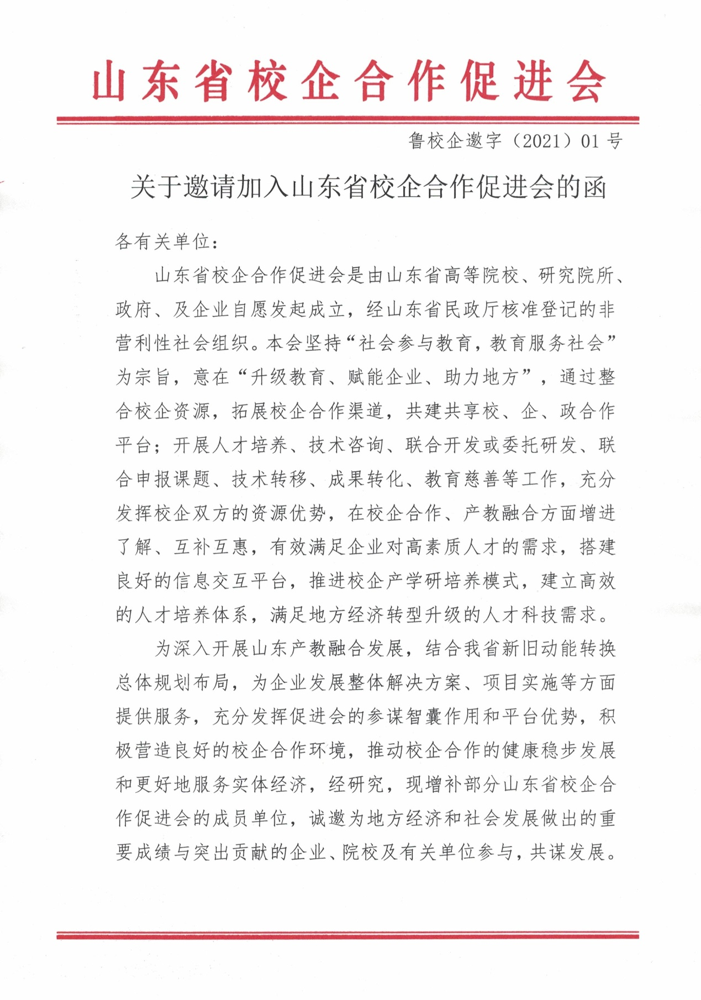 山东省校企合作促进会
鲁校企邀字（2021）01 号
关于邀请加入山东省校企合作促进会的函
各有关单位：
山东省校企合作促进会是由山东省高等院校、研究院所、
政府、及企业自愿发起成立，经山东省民政厅核准登记的非
营利性社会组织。本会坚持“社会参与教育，教育服务社会”
为宗旨，意在“升级教育、赋能企业、助力地方”，通过整
合校企资源，拓展校企合作渠道，共建共享校、企、政合作
平台；开展人才培养、技术咨询、联合开发或委托研发、联
合申报课题、技术转移、成果转化、教育慈善等工作，充分
发挥校企双方的资源优势，在校企合作、产教融合方面增进
了解、互补互惠，有效满足企业对高素质人才的需求，搭建
良好的信息交互平台，推进校企产学研培养模式，建立高效
的人才培养体系，满足地方经济转型升级的人才科技需求。
为深入开展山东产教融合发展，结合我省新旧动能转换
总体规划布局，为企业发展整体解决方案、项目实施等方面
提供服务，充分发挥促进会的参谋智囊作用和平台优势，积
极营造良好的校企合作环境，推动校企合作的健康稳步发展
和更好地服务实体经济，经研究，现增补部分山东省校企合
作促进会的成员单位，诚邀为地方经济和社会发展做出的重
要成绩与突出贡献的企业、院校及有关单位参与，共谋发展。